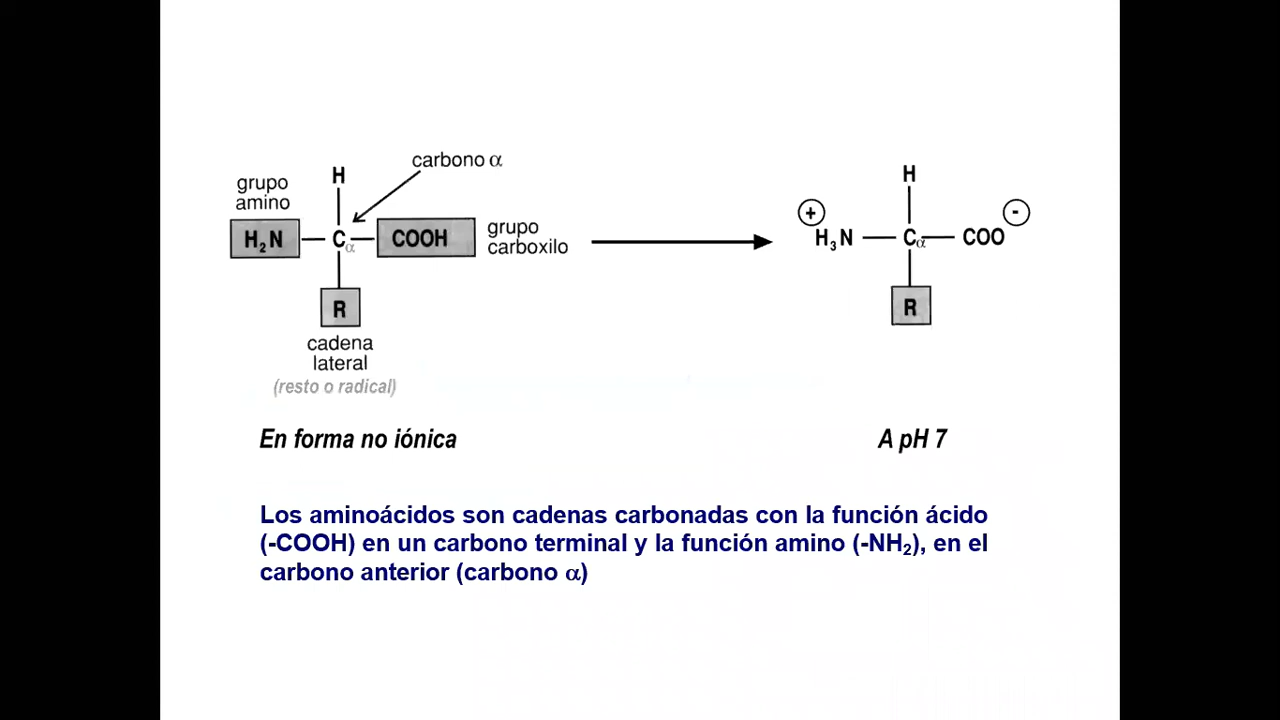 carbono α
H
grupo
amino
H₂N
Cα
COOH
grupo
carboxilo
R
cadena
lateral
(resto o radical)
H
+
-
H₃N
Cα
COO
R
En forma no iónica
A pH 7
Los aminoácidos son cadenas carbonadas con la función ácido
(-COOH) en un carbono terminal y la función amino (-NH₂), en el
carbono anterior (carbono α)